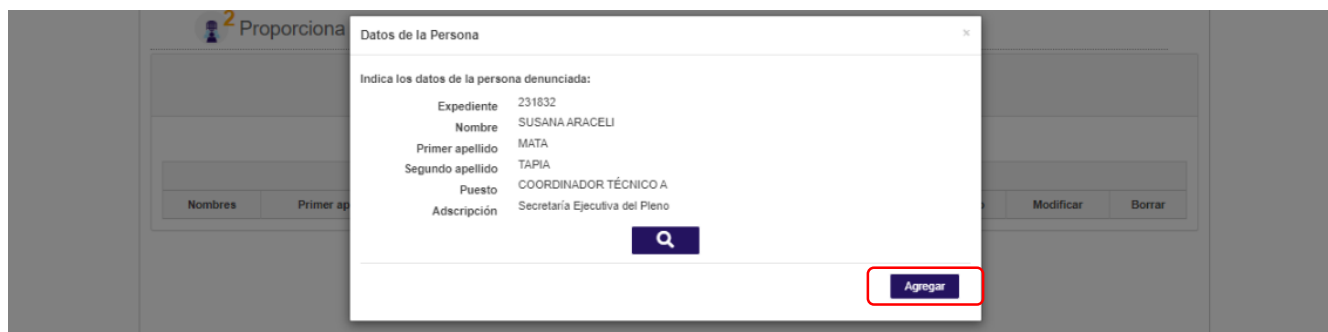 2 Proporciona
Datos de la Persona
×
Indica los datos de la persona denunciada:
Expediente 231832
Nombre SUSANA ARACELI
Primer apellido MATA
Segundo apellido TAPIA
Puesto COORDINADOR TÉCNICO A
Adscripción Secretaría Ejecutiva del Pleno
Nombres Primer ap Modificar Borrar
Agregar